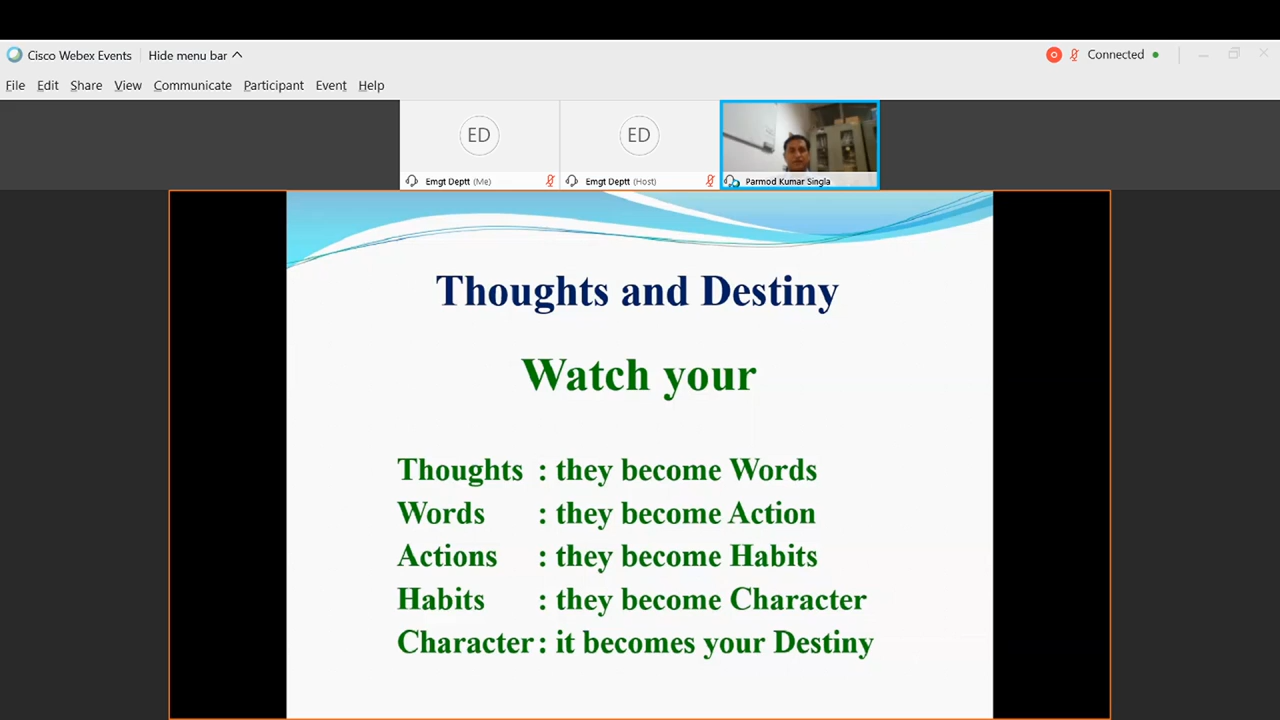 Cisco Webex Events Hide menu bar Connected
File Edit Share View Communicate Participant Event Help
ED ED
Emgt Deptt (Me) Emgt Deptt (Host) Parmod Kumar Singla
Thoughts and Destiny
Watch your
Thoughts : they become Words
Words : they become Action
Actions : they become Habits
Habits : they become Character
Character : it becomes your Destiny